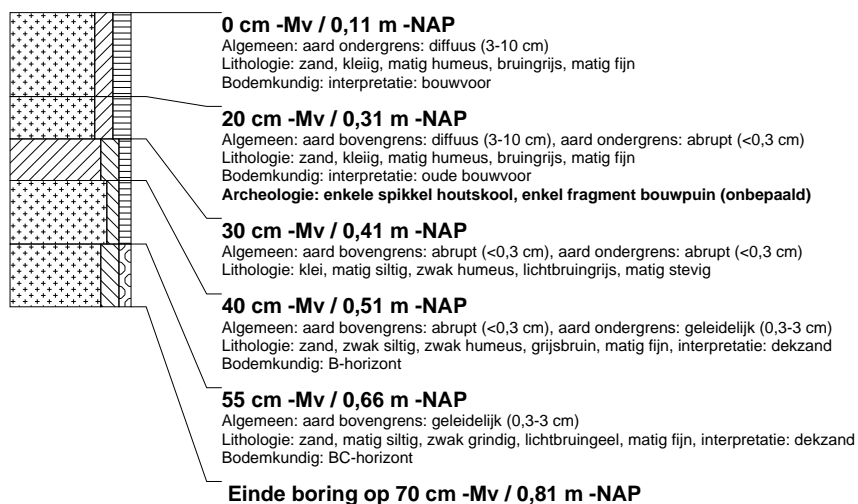 0 cm -Mv / 0,11 m -NAP
Algemeen: aard ondergrens: diffuus (3-10 cm)
Lithologie: zand, kleiig, matig humeus, bruingrijs, matig fijn
Bodemkundig: interpretatie: bouwvoor
20 cm -Mv / 0,31 m -NAP
Algemeen: aard bovengrens: diffuus (3-10 cm), aard ondergrens: abrupt (<0,3 cm)
Lithologie: zand, kleiig, matig humeus, bruingrijs, matig fijn
Bodemkundig: interpretatie: oude bouwvoor
Archeologie: enkele spikkel houtskool, enkel fragment bouwpuin (onbepaald)
30 cm -Mv / 0,41 m -NAP
Algemeen: aard bovengrens: abrupt (<0,3 cm), aard ondergrens: abrupt (<0,3 cm)
Lithologie: klei, matig siltig, zwak humeus, lichtbruingrijs, matig stevig
40 cm -Mv / 0,51 m -NAP
Algemeen: aard bovengrens: abrupt (<0,3 cm), aard ondergrens: geleidelijk (0,3-3 cm)
Lithologie: zand, zwak siltig, zwak humeus, grijsbruin, matig fijn, interpretatie: dekzand
Bodemkundig: B-horizont
55 cm -Mv / 0,66 m -NAP
Algemeen: aard bovengrens: geleidelijk (0,3-3 cm)
Lithologie: zand, matig siltig, zwak grindig, lichtbruingeel, matig fijn, interpretatie: dekzand
Bodemkundig: BC-horizont
Einde boring op 70 cm -Mv / 0,81 m -NAP